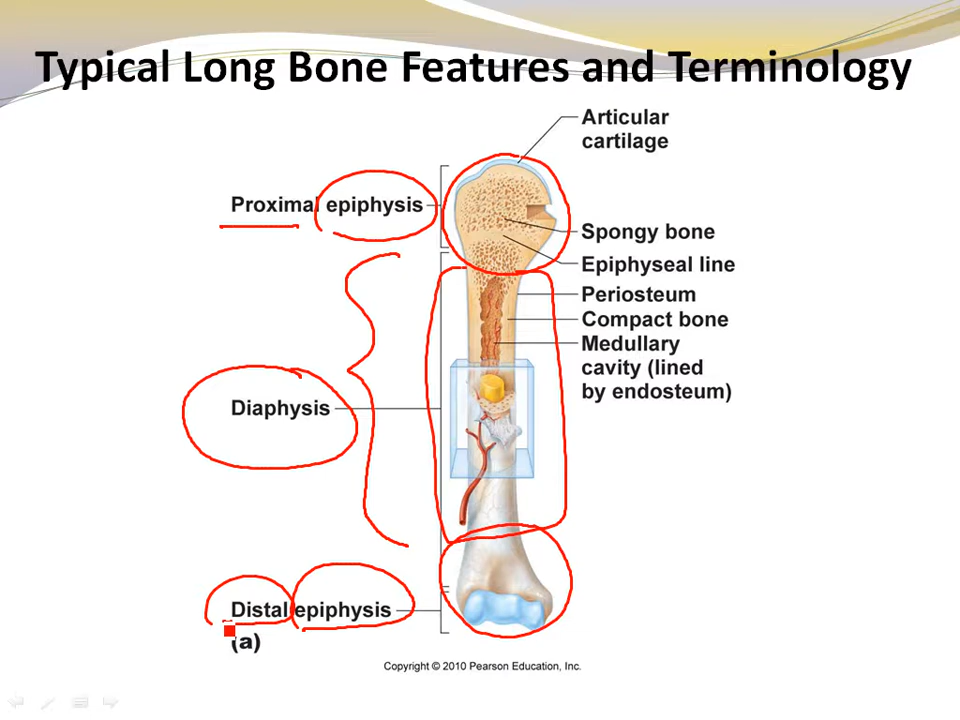 Typical Long Bone Features and Terminology
Articular
cartilage
Proximal epiphysis
Spongy bone
Epiphyseal line
Periosteum
Compact bone
Medullary
cavity (lined
by endosteum)
Diaphysis
Distal epiphysis
(a)
Copyright © 2010 Pearson Education, Inc.